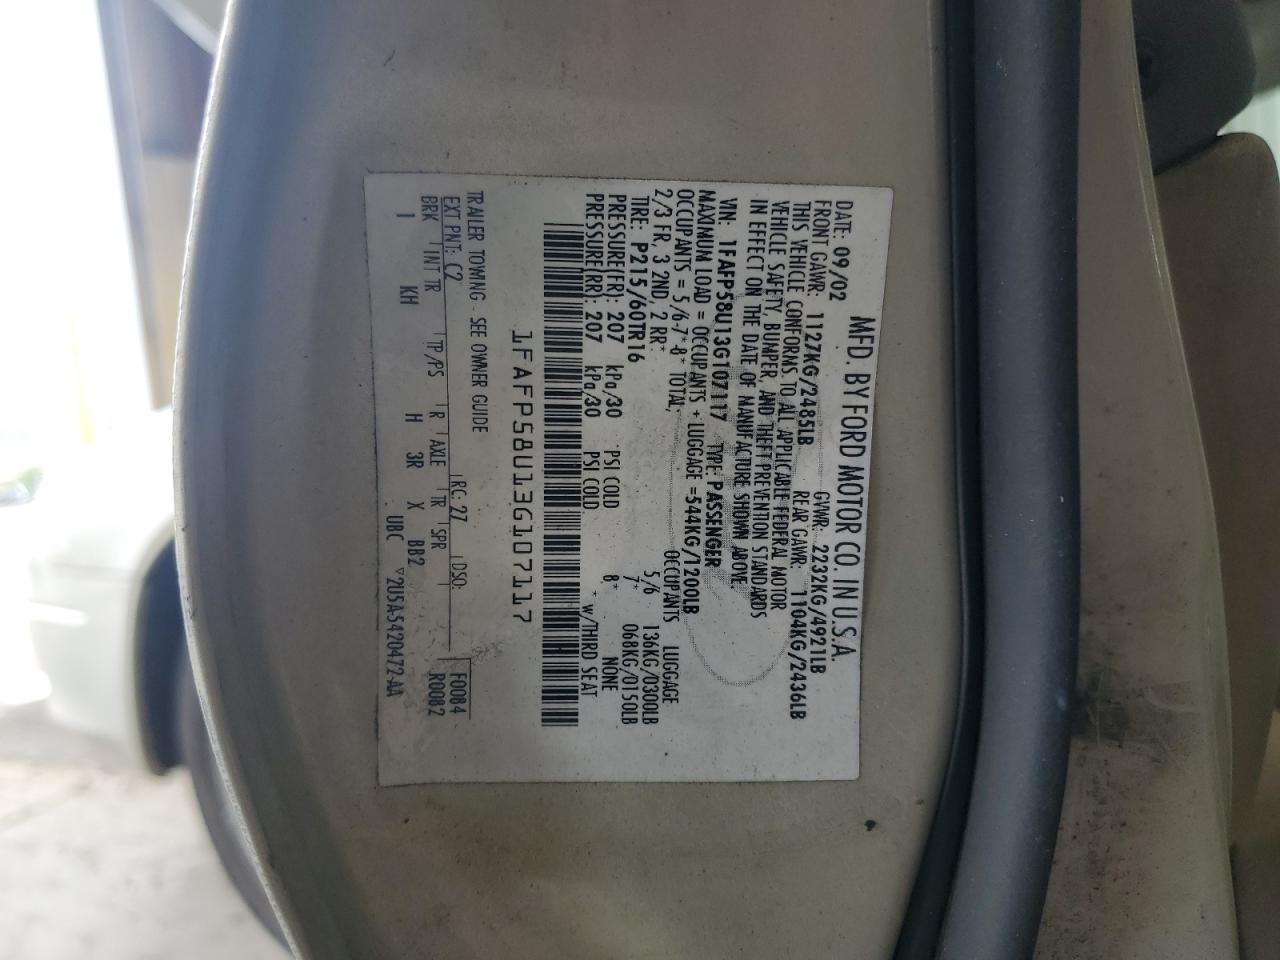 MFD. BY FORD MOTOR CO. IN U.S.A.
DATE: 09/02 GVWR: 2232KG/4921LB
FRONT GAWR: 1127KG/2485LB REAR GAWR: 1104KG/2436LB
THIS VEHICLE CONFORMS TO ALL APPLICABLE FEDERAL MOTOR
VEHICLE SAFETY, BUMPER, AND THEFT PREVENTION STANDARDS
IN EFFECT ON THE DATE OF MANUFACTURE SHOWN ABOVE
VIN: 1FAFP58U13G107117 TYPE: PASSENGER
MAXIMUM LOAD = OCCUPANTS + LUGGAGE = 544KG/1200LB
OCCUPANTS = 5/6-7*-8* TOTAL, OCCUPANTS LUGGAGE
2/3 FR, 3 2ND, 2 RR* 5/6 136KG/0300LB
TIRE: P215/60TR16 7* 068KG/0150LB
PRESSURE(FR): 207 kPa/30 PSI COLD 8* NONE
PRESSURE(RR): 207 kPa/30 PSI COLD * w/THIRD SEAT
1FAFP58U13G107117
TRAILER TOWING - SEE OWNER GUIDE
EXT PNT: C2 RC: 27 DSO: F0084
BRK INT TR TP/PS R AXLE TR SPR R0082
1 KH H 3R X BB2
UBC ▽2U5A-5420472-AA